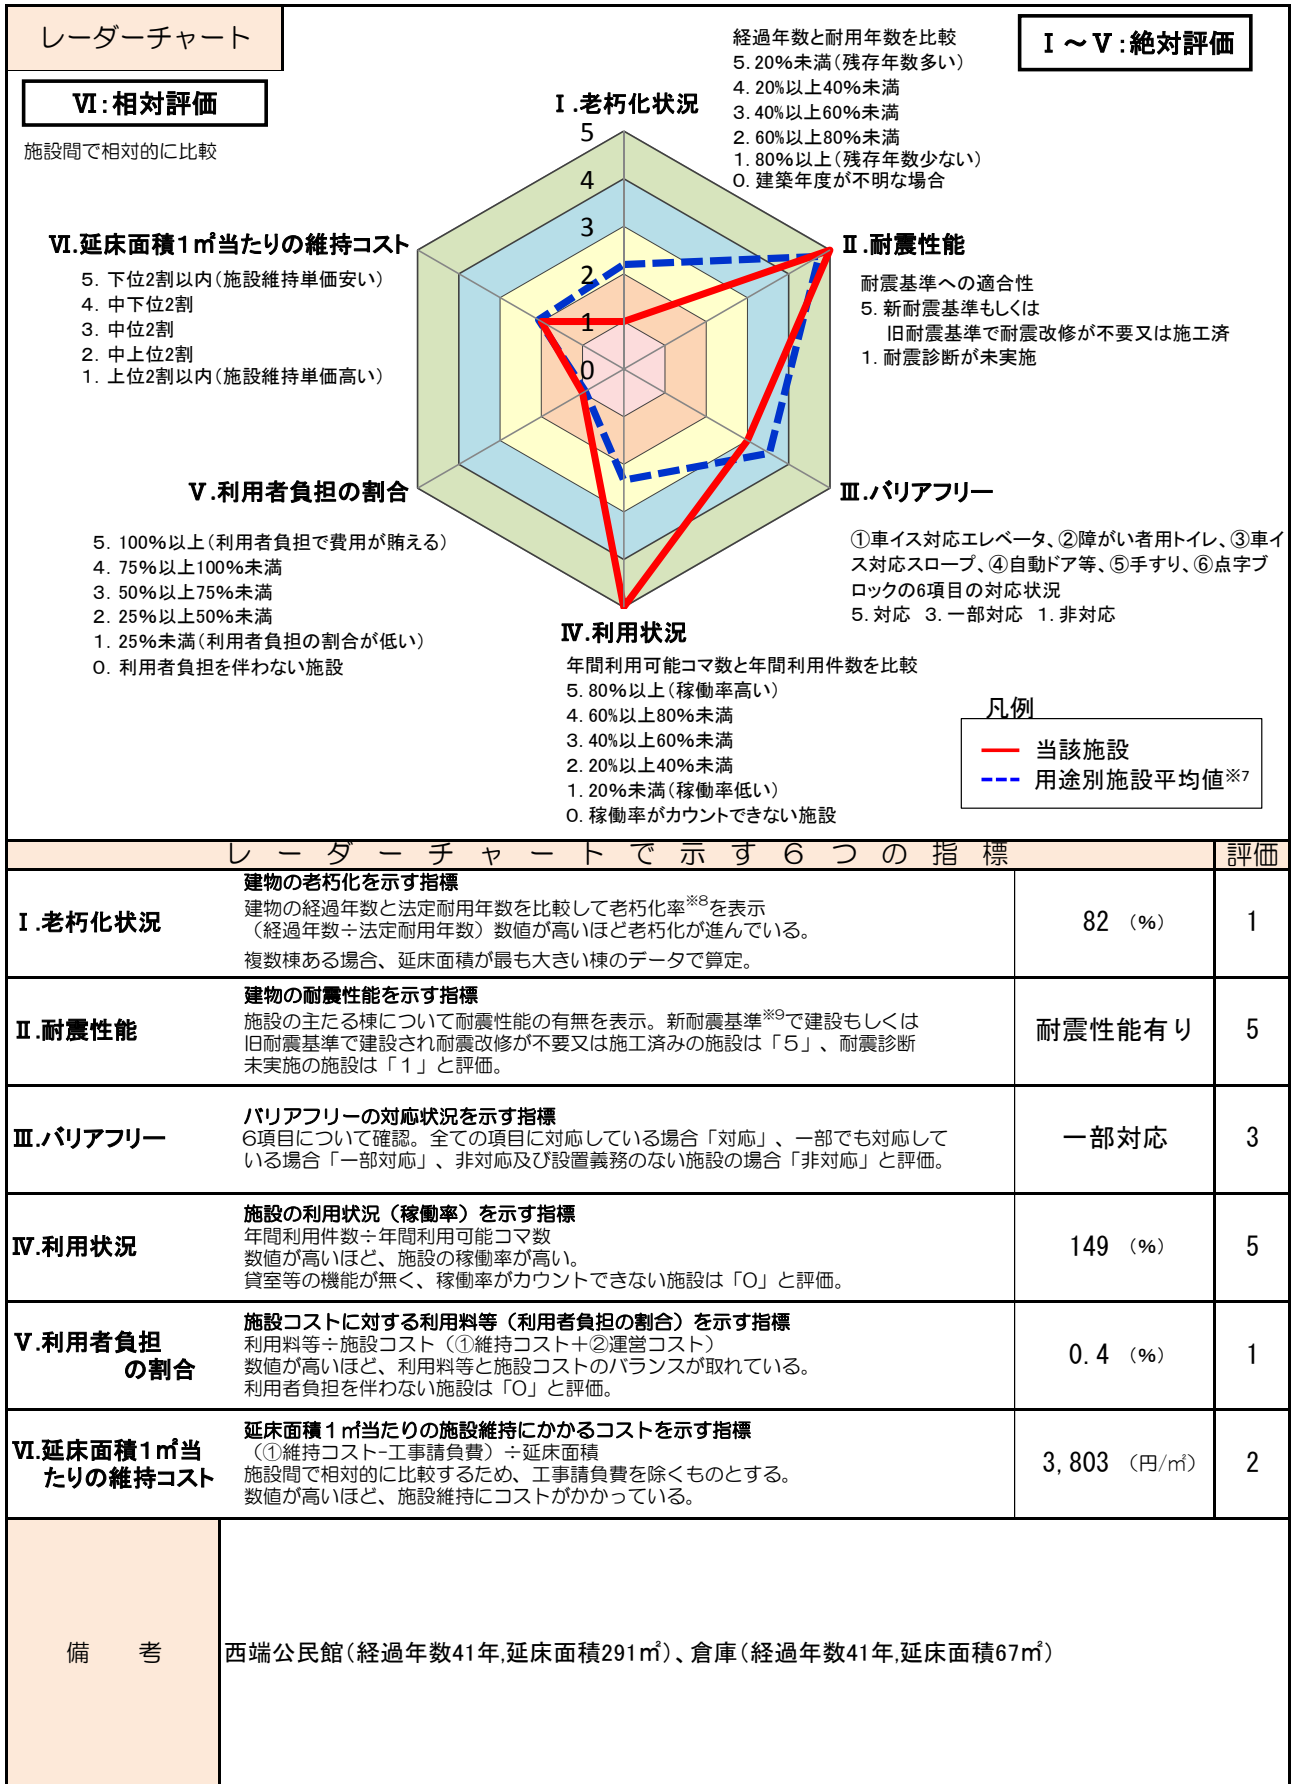 レーダーチャート
Ⅵ:相対評価
施設間で相対的に比較
Ⅰ～Ⅴ:絶対評価
経過年数と耐用年数を比較
5. 20%未満(残存年数多い)
4. 20%以上40%未満
3. 40%以上60%未満
2. 60%以上80%未満
1. 80%以上(残存年数少ない)
0. 建築年度が不明な場合
Ⅰ.老朽化状況
5
4
3
2
1
0
Ⅱ.耐震性能
耐震基準への適合性
5. 新耐震基準もしくは
旧耐震基準で耐震改修が不要又は施工済
1. 耐震診断が未実施
Ⅵ.延床面積1㎡当たりの維持コスト
5. 下位2割以内(施設維持単価安い)
4. 中下位2割
3. 中位2割
2. 中上位2割
1. 上位2割以内(施設維持単価高い)
Ⅲ.バリアフリー
①車イス対応エレベータ、②障がい者用トイレ、③車イ
ス対応スロープ、④自動ドア等、⑤手すり、⑥点字ブ
ロックの6項目の対応状況
5. 対応 3. 一部対応 1. 非対応
Ⅴ.利用者負担の割合
5. 100%以上(利用者負担で費用が賄える)
4. 75%以上100%未満
3. 50%以上75%未満
2. 25%以上50%未満
1. 25%未満(利用者負担の割合が低い)
0. 利用者負担を伴わない施設
Ⅳ.利用状況
年間利用可能コマ数と年間利用件数を比較
5. 80%以上(稼働率高い)
4. 60%以上80%未満
3. 40%以上60%未満
2. 20%以上40%未満
1. 20%未満(稼働率低い)
0. 稼働率がカウントできない施設
凡例
当該施設
用途別施設平均値※7
レーダーチャートで示す6つの指標 評価
Ⅰ.老朽化状況
建物の老朽化を示す指標
建物の経過年数と法定耐用年数を比較して老朽化率※8を表示
(経過年数÷法定耐用年数)数値が高いほど老朽化が進んでいる。
複数棟ある場合、延床面積が最も大きい棟のデータで算定。
82 (%) 1
Ⅱ.耐震性能
建物の耐震性能を示す指標
施設の主たる棟について耐震性能の有無を表示。新耐震基準※9で建設もしくは
旧耐震基準で建設され耐震改修が不要又は施工済みの施設は「5」、耐震診断
未実施の施設は「1」と評価。
耐震性能有り 5
Ⅲ.バリアフリー
バリアフリーの対応状況を示す指標
6項目について確認。全ての項目に対応している場合「対応」、一部でも対応して
いる場合「一部対応」、非対応及び設置義務のない施設の場合「非対応」と評価。
一部対応 3
Ⅳ.利用状況
施設の利用状況(稼働率)を示す指標
年間利用件数÷年間利用可能コマ数
数値が高いほど、施設の稼働率が高い。
貸室等の機能が無く、稼働率がカウントできない施設は「0」と評価。
149 (%) 5
Ⅴ.利用者負担
の割合
施設コストに対する利用料等(利用者負担の割合)を示す指標
利用料等÷施設コスト(①維持コスト+②運営コスト)
数値が高いほど、利用料等と施設コストのバランスが取れている。
利用者負担を伴わない施設は「0」と評価。
0.4 (%) 1
Ⅵ.延床面積1㎡当
たりの維持コスト
延床面積1㎡当たりの施設維持にかかるコストを示す指標
(①維持コスト-工事請負費)÷延床面積
施設間で相対的に比較するため、工事請負費を除くものとする。
数値が高いほど、施設維持にコストがかかっている。
3,803 (円/㎡) 2
備 考
西端公民館(経過年数41年,延床面積291㎡)、倉庫(経過年数41年,延床面積67㎡)